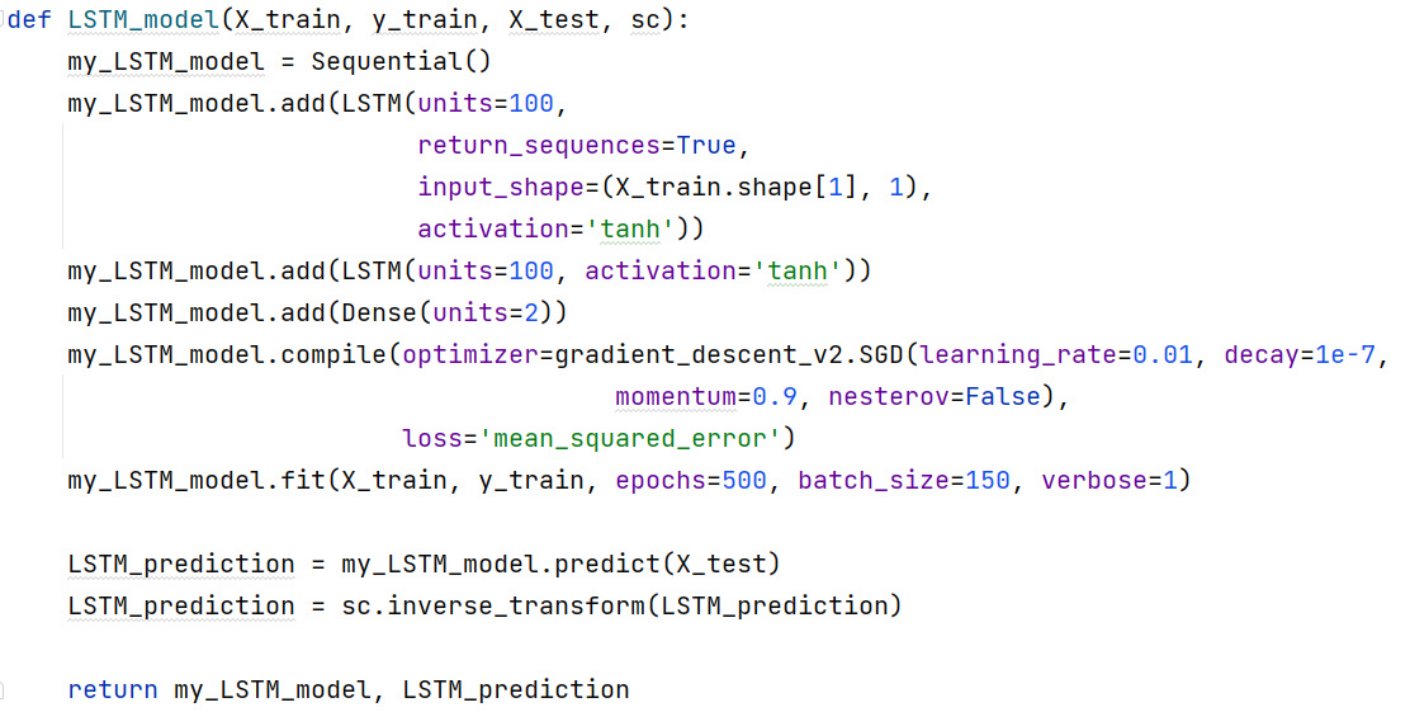 def LSTM_model(X_train, y_train, X_test, sc):
    my_LSTM_model = Sequential()
    my_LSTM_model.add(LSTM(units=100,
                           return_sequences=True,
                           input_shape=(X_train.shape[1], 1),
                           activation='tanh'))
    my_LSTM_model.add(LSTM(units=100, activation='tanh'))
    my_LSTM_model.add(Dense(units=2))
    my_LSTM_model.compile(optimizer=gradient_descent_v2.SGD(learning_rate=0.01, decay=1e-7,
                                        momentum=0.9, nesterov=False),
                          loss='mean_squared_error')
    my_LSTM_model.fit(X_train, y_train, epochs=500, batch_size=150, verbose=1)

    LSTM_prediction = my_LSTM_model.predict(X_test)
    LSTM_prediction = sc.inverse_transform(LSTM_prediction)

    return my_LSTM_model, LSTM_prediction